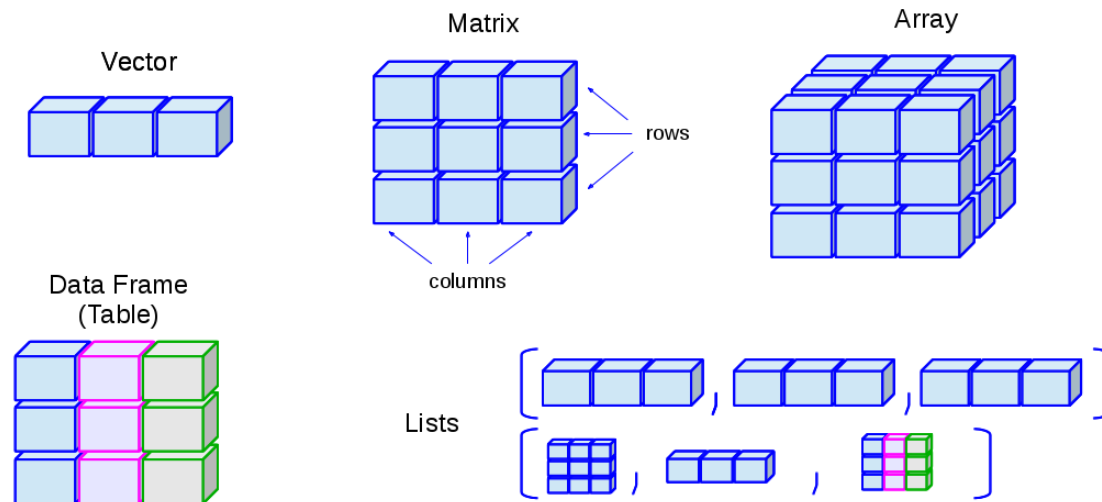 Vector
Matrix
Array
rows
columns
Data Frame
(Table)
Lists